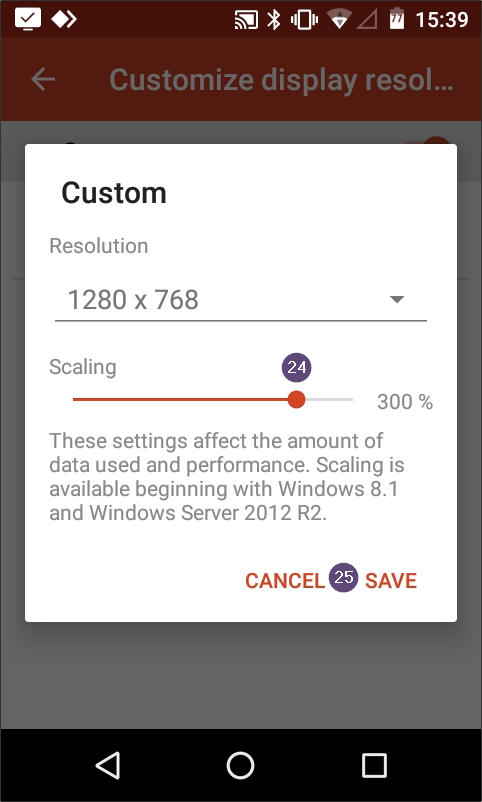 77 15:39
Customize display resol...
Custom
Resolution
1280 x 768
Scaling
24
300 %
These settings affect the amount of
data used and performance. Scaling is
available beginning with Windows 8.1
and Windows Server 2012 R2.
CANCEL 25 SAVE